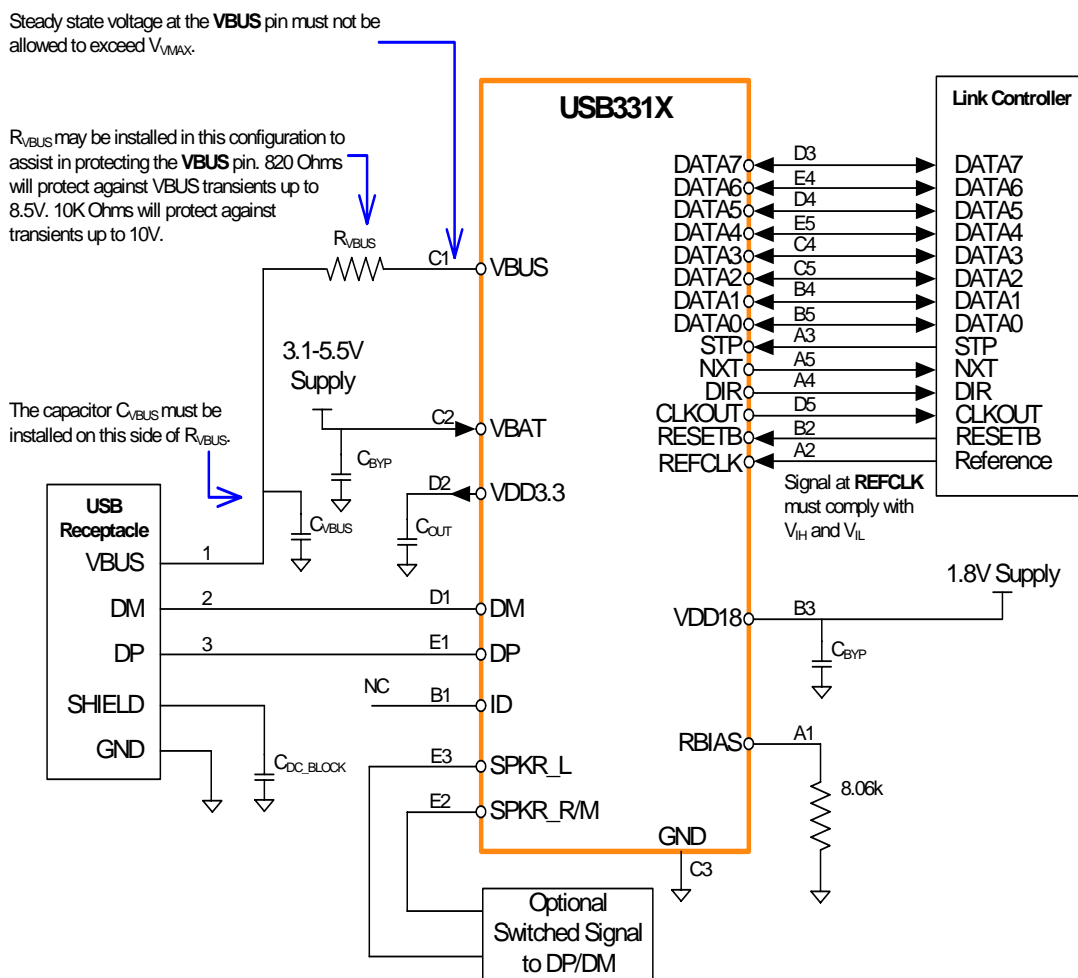 Steady state voltage at the VBUS pin must not be
allowed to exceed VVMAX.
RVBUS may be installed in this configuration to
assist in protecting the VBUS pin. 820 Ohms
will protect against VBUS transients up to
8.5V. 10K Ohms will protect against
transients up to 10V.
The capacitor CVBUS must be
installed on this side of RVBUS.
RVBUS
3.1-5.5V
Supply
CBYP
COUT
CVBUS
USB
Receptacle
VBUS
DM
DP
SHIELD
GND
1
2
3
CDC_BLOCK
NC
C1
C2
D2
D1
E1
B1
E3
E2
USB331X
VBUS
VBAT
VDD3.3
DM
DP
ID
SPKR_L
SPKR_R/M
DATA7
DATA6
DATA5
DATA4
DATA3
DATA2
DATA1
DATA0
STP
NXT
DIR
CLKOUT
RESETB
REFCLK
VDD18
RBIAS
GND
C3
D3
E4
D4
E5
C4
C5
B4
B5
A3
A5
A4
D5
B2
A2
Link Controller
DATA7
DATA6
DATA5
DATA4
DATA3
DATA2
DATA1
DATA0
STP
NXT
DIR
CLKOUT
RESETB
Reference
Signal at REFCLK
must comply with
VIH and VIL
1.8V Supply
B3
CBYP
A1
8.06k
Optional
Switched Signal
to DP/DM